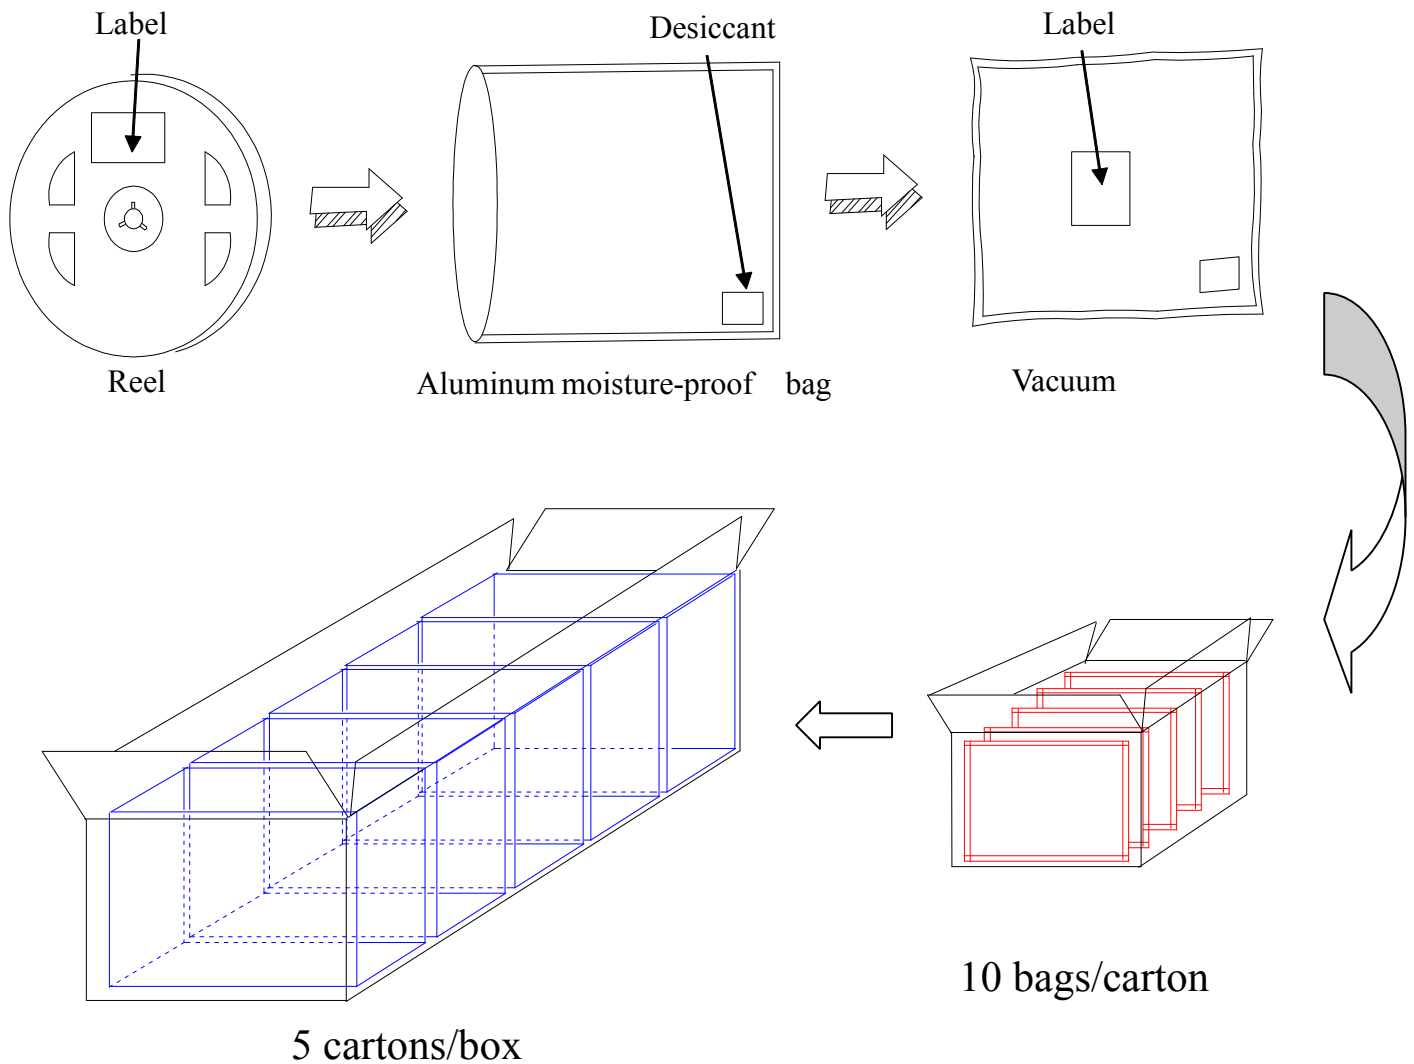 Label
Desiccant
Label
Reel
Aluminum moisture-proof bag
Vacuum
10 bags/carton
5 cartons/box